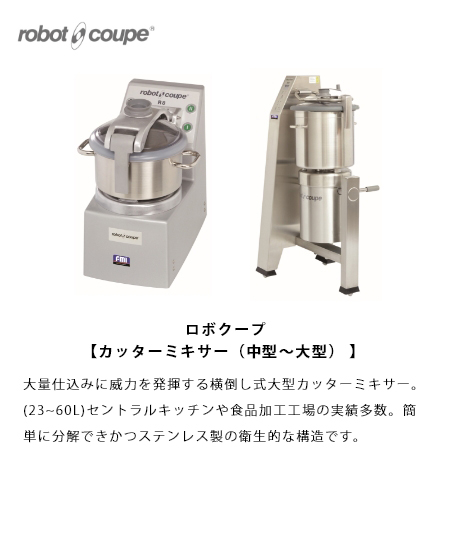 robot coupe®
robot coupe®
R8
robot coupe
FMI
robot coupe
ロボクープ
【カッターミキサー（中型〜大型） 】
大量仕込みに威力を発揮する横倒し式大型カッターミキサー。
(23~60L)セントラルキッチンや食品加工工場の実績多数。簡
単に分解できかつステンレス製の衛生的な構造です。